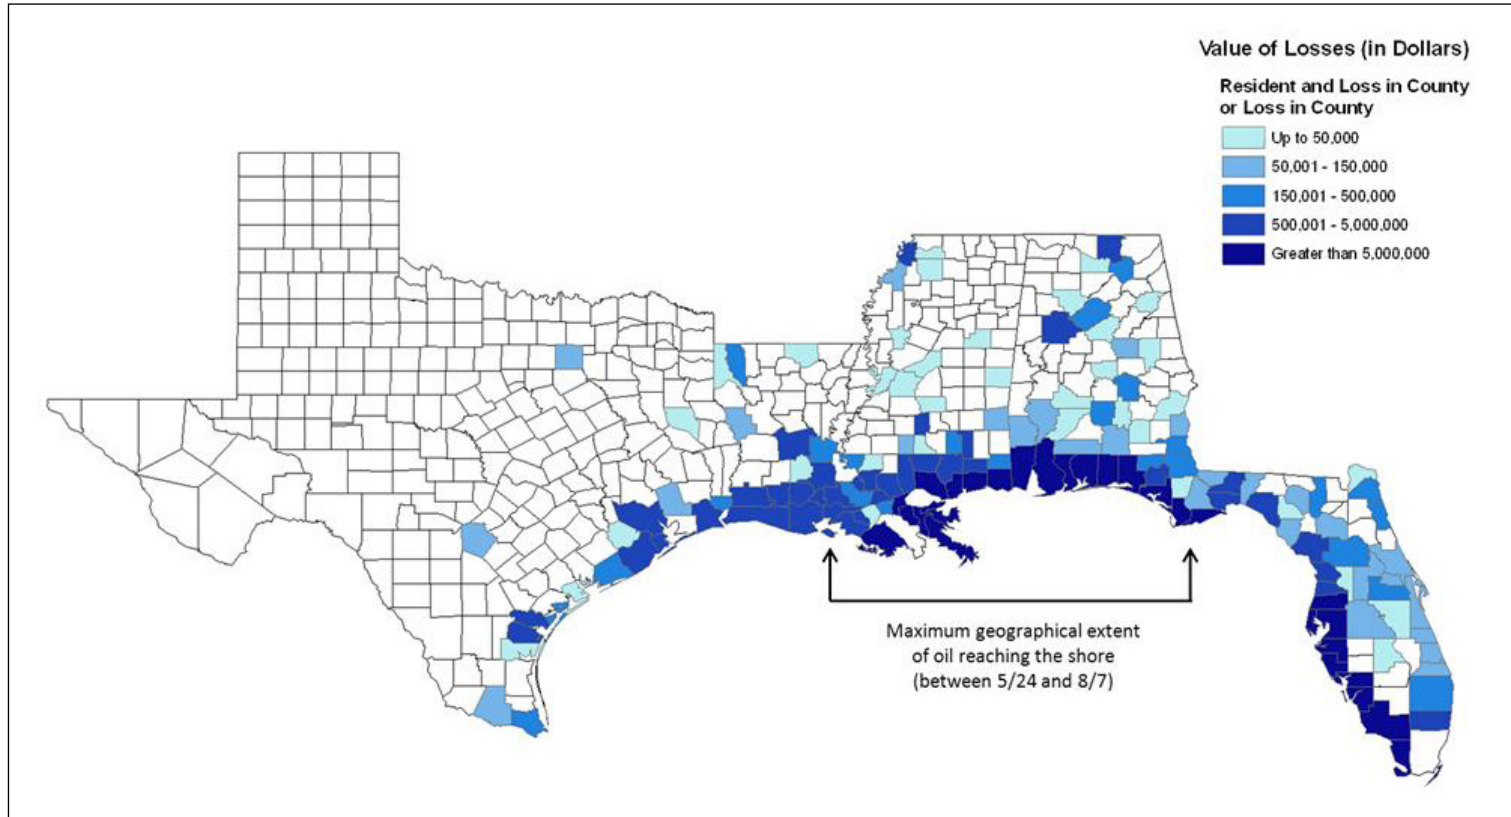 Value of Losses (in Dollars)
Resident and Loss in County
or Loss in County
Up to 50,000
50,001 - 150,000
150,001 - 500,000
500,001 - 5,000,000
Greater than 5,000,000
Maximum geographical extent
of oil reaching the shore
(between 5/24 and 8/7)